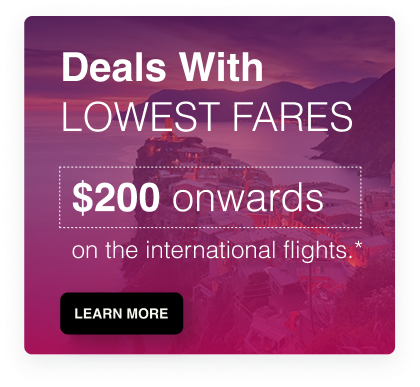 Deals With
LOWEST FARES
$200 onwards
on the international flights.*
LEARN MORE